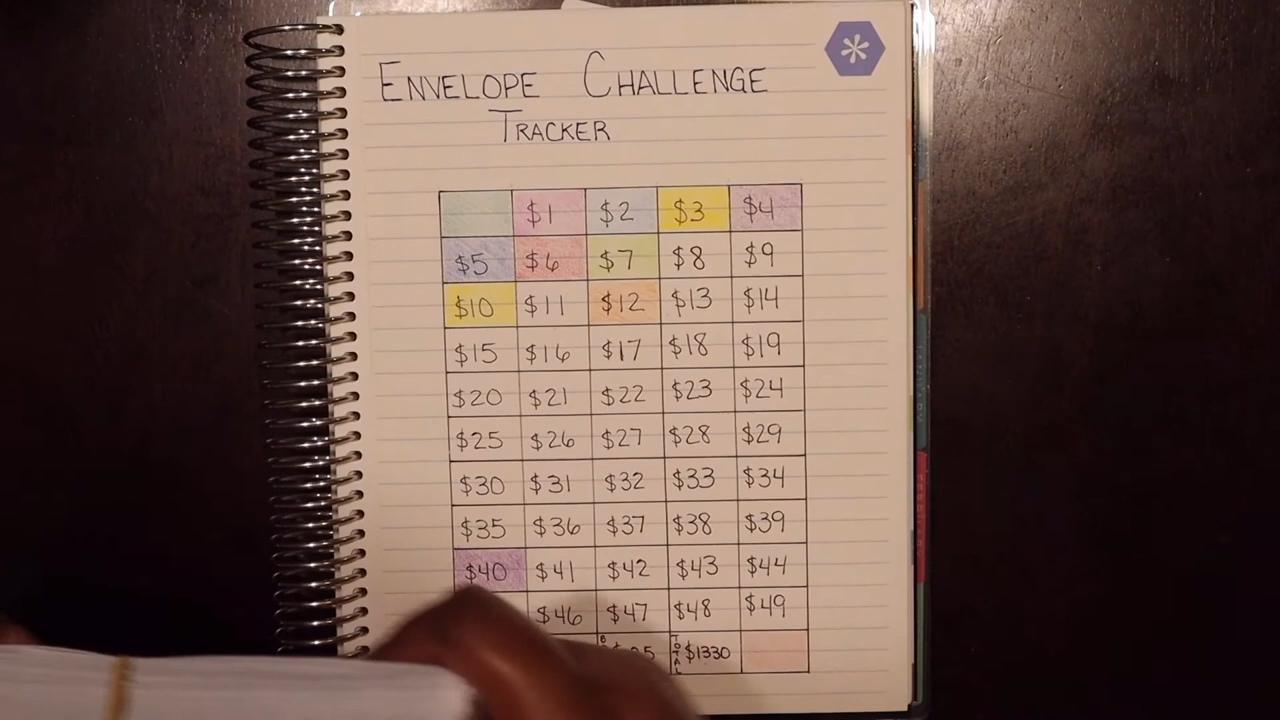 ENVELOPE CHALLENGE
TRACKER
$1 $2 $3 $4
$5 $6 $7 $8 $9
$10 $11 $12 $13 $14
$15 $16 $17 $18 $19
$20 $21 $22 $23 $24
$25 $26 $27 $28 $29
$30 $31 $32 $33 $34
$35 $36 $37 $38 $39
$40 $41 $42 $43 $44
$46 $47 $48 $49
TOTAL $1330